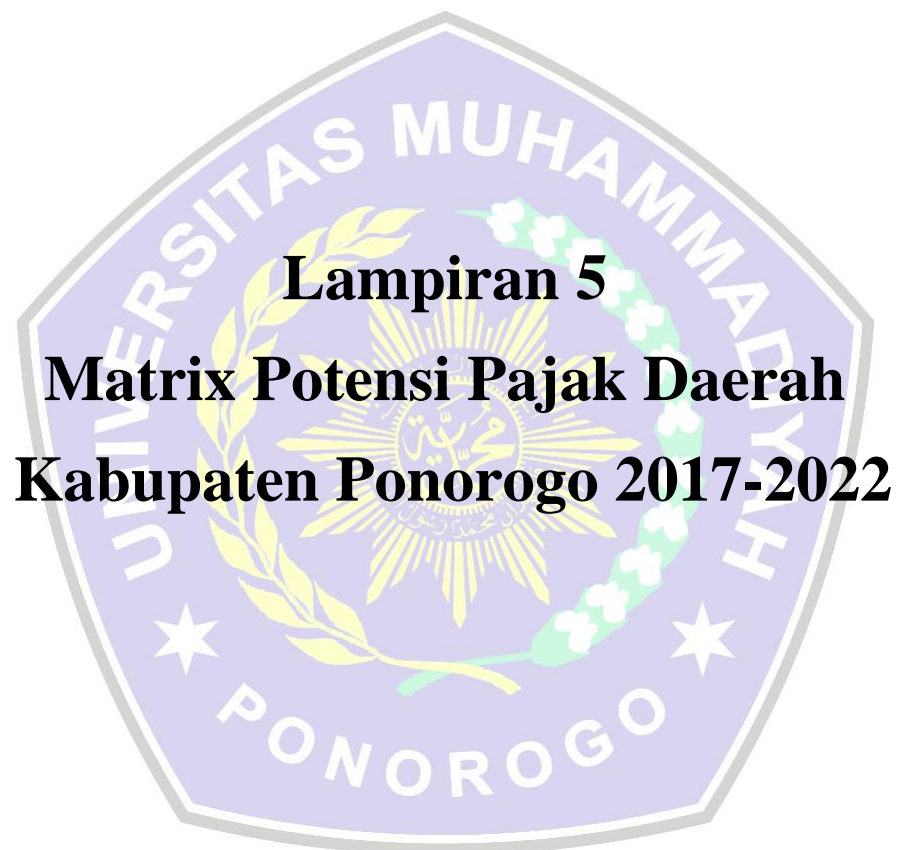 UNIVERSITAS MUHAMMADIYAH
Lampiran 5
Matrix Potensi Pajak Daerah
Kabupaten Ponorogo 2017-2022
PONOROGO